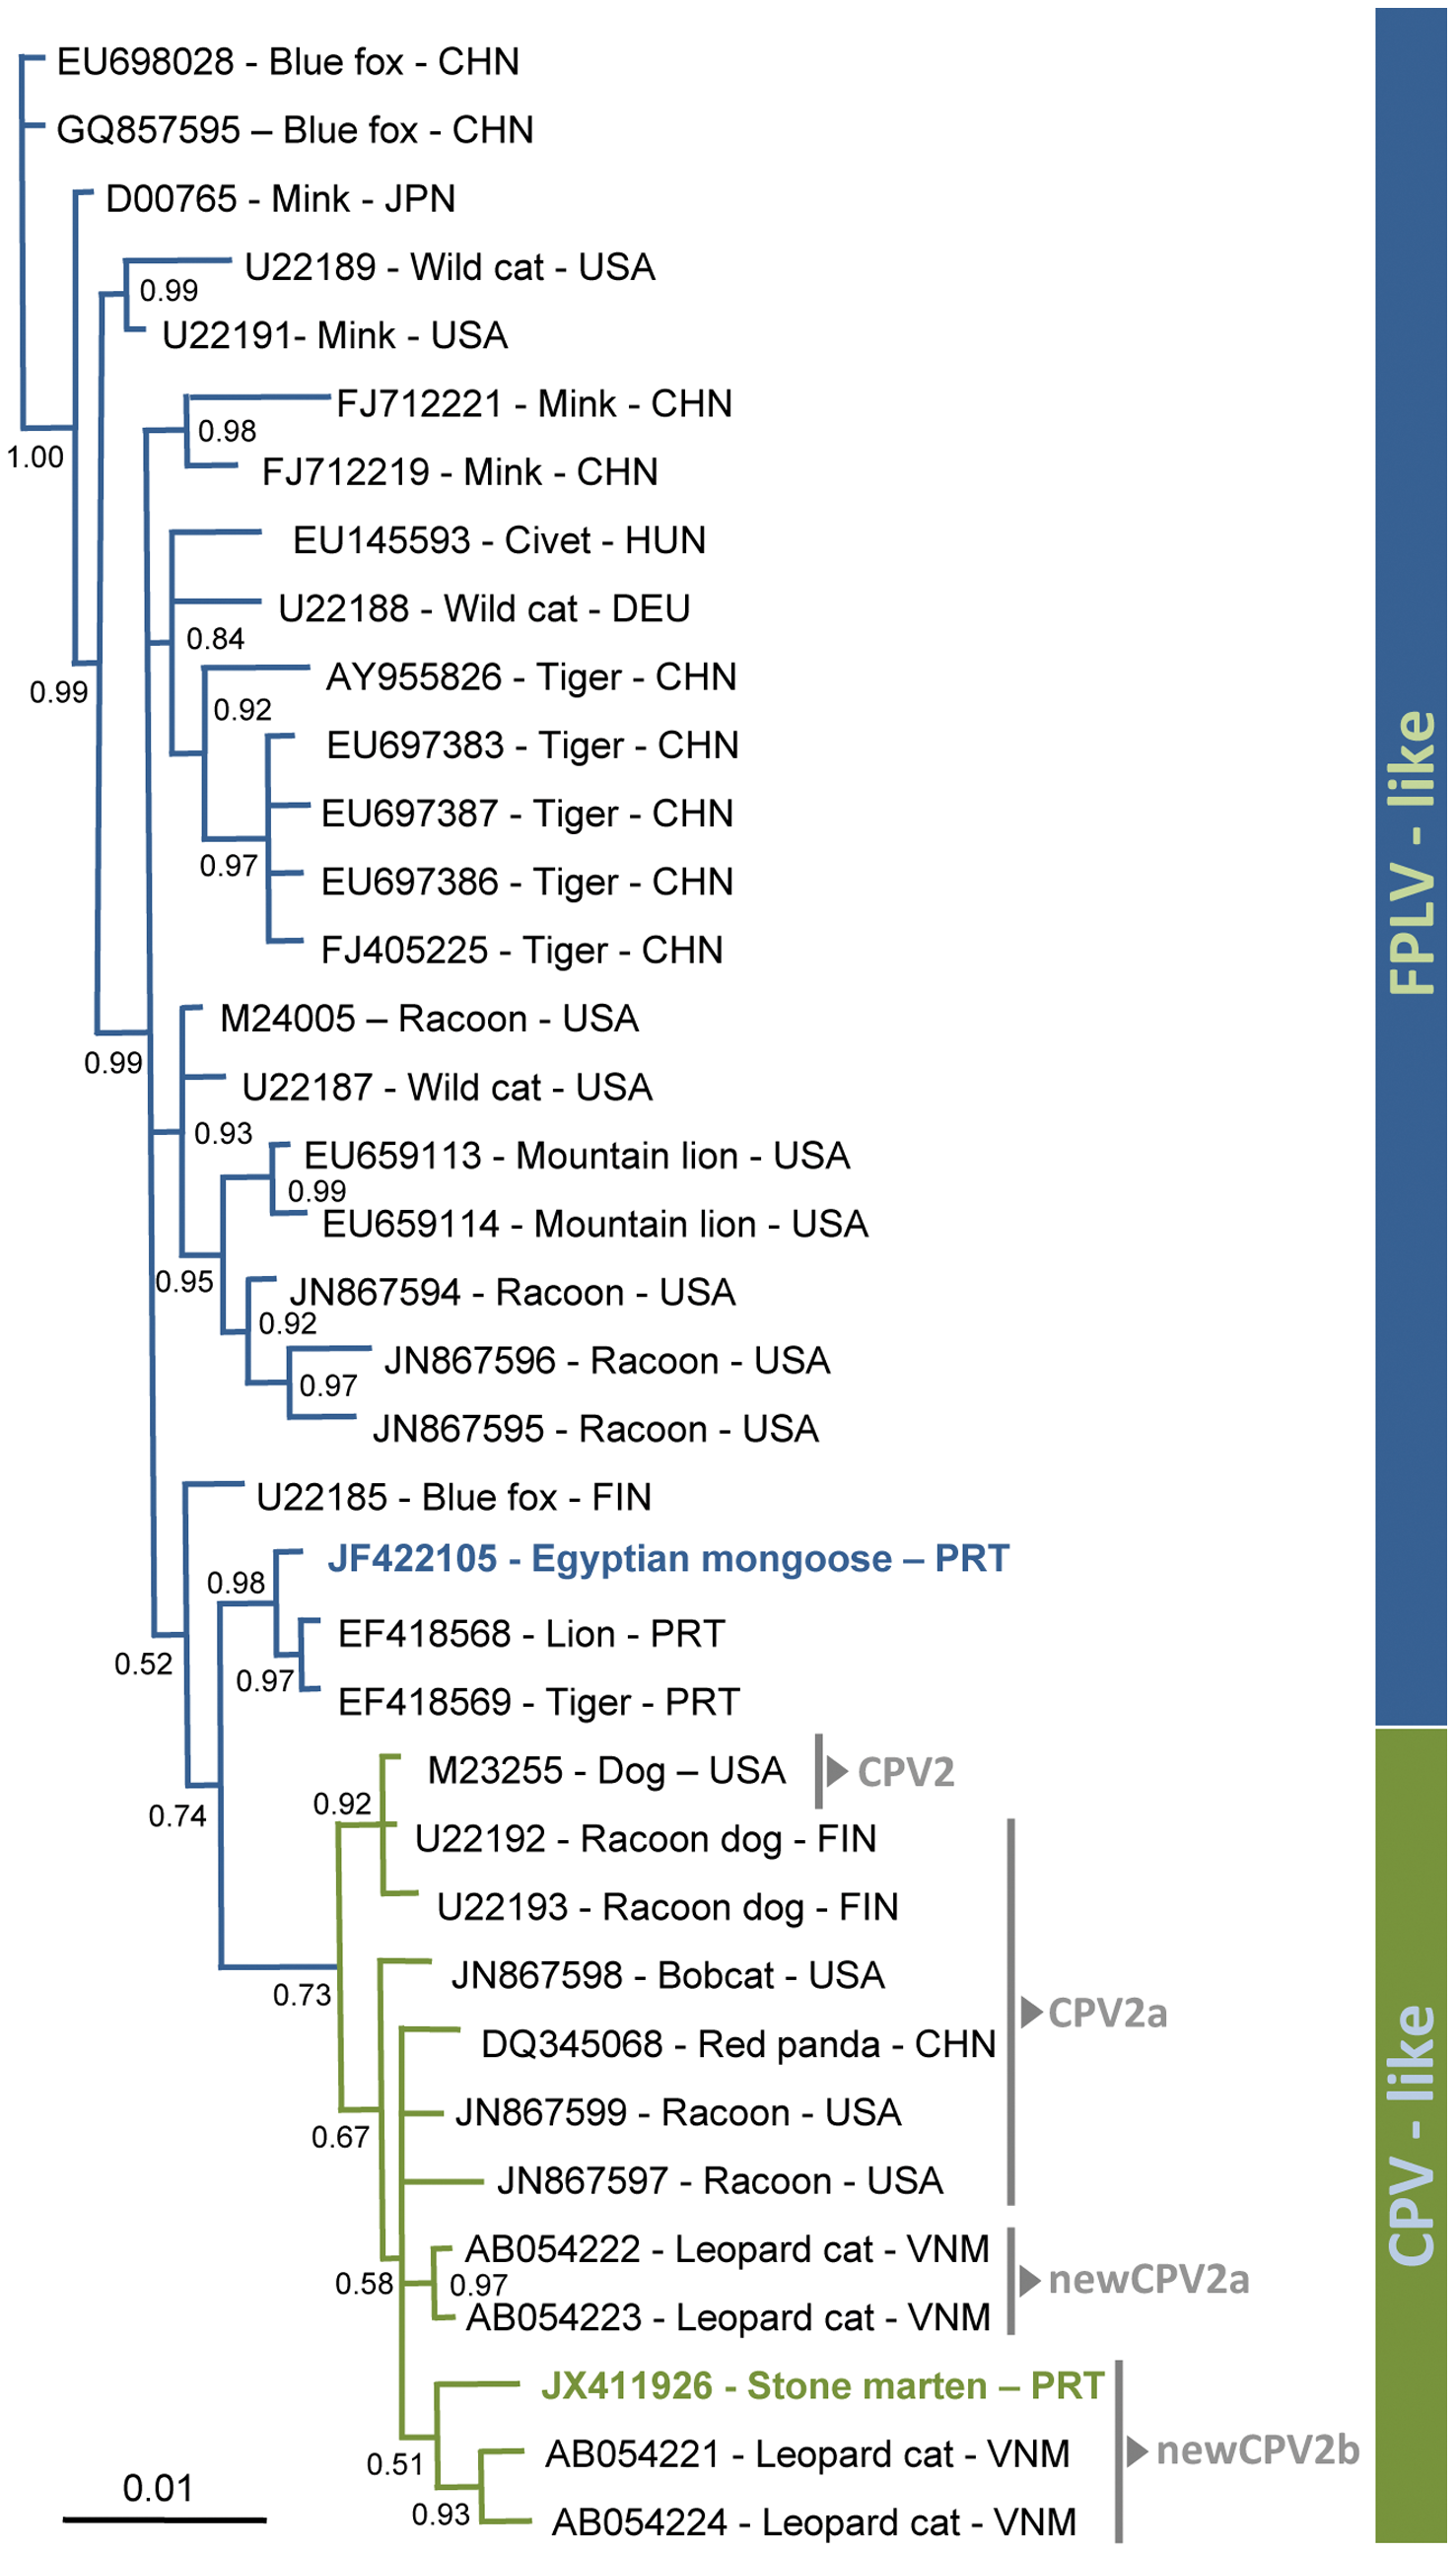 EU698028 - Blue fox - CHN
GQ857595 – Blue fox - CHN
D00765 - Mink - JPN
U22189 - Wild cat - USA
0.99
U22191- Mink - USA
FJ712221 - Mink - CHN
0.98
1.00
FJ712219 - Mink - CHN
EU145593 - Civet - HUN
U22188 - Wild cat - DEU
0.84
AY955826 - Tiger - CHN
0.99
0.92
EU697383 - Tiger - CHN
EU697387 - Tiger - CHN
0.97
EU697386 - Tiger - CHN
FJ405225 - Tiger - CHN
FPLV - like
M24005 – Racoon - USA
0.99
U22187 - Wild cat - USA
0.93
EU659113 - Mountain lion - USA
0.99
EU659114 - Mountain lion - USA
0.95
JN867594 - Racoon - USA
0.92
JN867596 - Racoon - USA
0.97
JN867595 - Racoon - USA
U22185 - Blue fox - FIN
JF422105 - Egyptian mongoose – PRT
0.98
EF418568 - Lion - PRT
0.52
0.97
EF418569 - Tiger - PRT
M23255 - Dog – USA
CPV2
0.92
0.74
U22192 - Racoon dog - FIN
U22193 - Racoon dog - FIN
JN867598 - Bobcat - USA
0.73
CPV2a
DQ345068 - Red panda - CHN
JN867599 - Racoon - USA
0.67
CPV - like
JN867597 - Racoon - USA
AB054222 - Leopard cat - VNM
0.58
0.97
newCPV2a
AB054223 - Leopard cat - VNM
JX411926 - Stone marten – PRT
AB054221 - Leopard cat - VNM
newCPV2b
0.51
0.01
0.93
AB054224 - Leopard cat - VNM